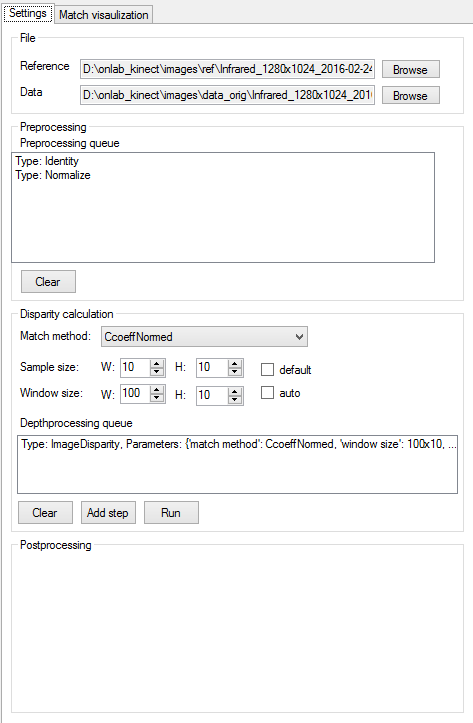 Settings Match visaulization
File
Reference D:\onlab_kinect\images\ref\Infrared_1280x1024_2016-02-24 Browse
Data D:\onlab_kinect\images\data_orig\Infrared_1280x1024_201 Browse
Preprocessing
Preprocessing queue
Type: Identity
Type: Normalize
Clear
Disparity calculation
Match method: CcoeffNormed
Sample size: W: 10 H: 10 default
Window size: W: 100 H: 10 auto
Depthprocessing queue
Type: ImageDisparity, Parameters: {'match method': CcoeffNormed, 'window size': 100x10, ...
Clear Add step Run
Postprocessing